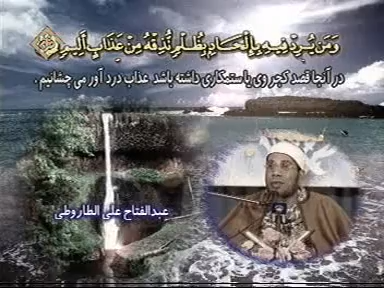 وَمَن يُرِدْ فِيهِ بِإِلْحَادٍ بِظُلْمٍ نُذِقْهُ مِنْ عَذَابٍ أَلِيمٍ
در آنجا قصد کجروی یا ستمکاری داشته باشد عذاب درد آور می چشانیم .
عبدالفتاح علی الطاروطی